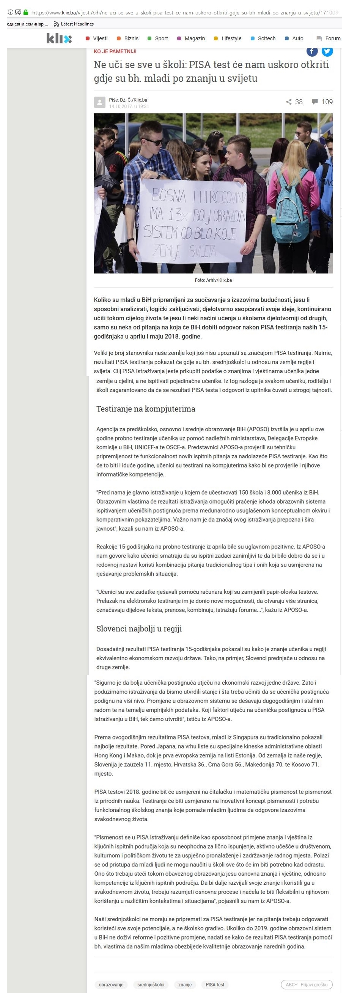 https://www.klix.ba/vijesti/bih/ne-uci-se-sve-u-skoli-pisa-test-ce-nam-uskoro-otkriti-gdje-su-bh-mladi-po-znanju-u-svijetu/171009
одневни семинар ... Latest Headlines
klix Vijesti Biznis Sport Magazin Lifestyle Scitech Auto Forum
KO JE PAMETNIJI
Ne uči se sve u školi: PISA test će nam uskoro otkriti
gdje su bh. mladi po znanju u svijetu
Piše: Dž. Č./Klix.ba
14.10.2017. u 19:31
38 109
BOSNA I HERCEGOVINA
IMA 13x BOLJI OBRAZOVNI
SISTEM OD BILO KOJE
ZEMLJE SVIJETA
Foto: Arhiv/Klix.ba
Koliko su mladi u BiH pripremljeni za suočavanje s izazovima budućnosti, jesu li
sposobni analizirati, logički zaključivati, djelotvorno saopćavati svoje ideje, kontinuirano
učiti tokom cijelog života te jesu li neki načini učenja u školama djelotvorniji od drugih,
samo su neka od pitanja na koja će BiH dobiti odgovor nakon PISA testiranja naših 15-
godišnjaka u aprilu i maju 2018. godine.
Veliki je broj stanovnika naše zemlje koji još nisu upoznati sa značajom PISA testiranja. Naime,
rezultati PISA testiranja pokazat će gdje su bh. srednjoškolci u odnosu na zemlje regije i
svijeta. Cilj PISA istraživanja jeste prikupiti podatke o znanjima i vještinama učenika jedne
zemlje u cjelini, a ne ispitivati pojedinačne učenike. Iz tog razloga je svakom učeniku, roditelju i
školi zagarantovano da će se rezultati PISA testa i odgovori iz upitnika čuvati u strogoj tajnosti.
Testiranje na kompjuterima
Agencija za predškolsko, osnovno i srednje obrazovanje BiH (APOSO) izvršila je u aprilu ove
godine probno testiranje učenika uz pomoć nadležnih ministarstava, Delegacije Evropske
komisije u BiH, UNICEF-a te OSCE-a. Predstavnici APOSO-a provjerili su tehničku
pripremljenost te funkcionalnost novih ispitnih pitanja za nadolazeće PISA testiranje. Kao što
će to biti i iduće godine, učenici su testirani na kompjuterima kako bi se provjerile i njihove
informatičke kompetencije.
"Pred nama je glavno istraživanje u kojem će učestvovati 150 škola i 8.000 učenika iz BiH.
Obrazovnim vlastima će rezultati istraživanja omogućiti praćenje ishoda obrazovnih sistema
ispitivanjem učeničkih postignuća prema međunarodno usuglašenom konceptualnom okviru i
komparativnim pokazateljima. Važno nam je da značaj ovog istraživanja prepozna i šira
javnost", kazali su nam iz APOSO-a.
Reakcije 15-godišnjaka na probno testiranje iz aprila bile su uglavnom pozitivne. Iz APOSO-a
nam govore kako učenici smatraju da su ispitni zadaci zanimljivi te da bi bilo dobro da se i u
redovnoj nastavi koristi kombinacija pitanja tradicionalnog tipa i onih koja su usmjerena na
rješavanje problemskih situacija.
"Učenici su sve zadatke rješavali pomoću računara koji su zamijenili papir-olovka testove.
Prelazak na elektronsko testiranje im je donio nove mogućnosti, da otvaraju više stranica,
označavaju dijelove teksta, prenose, kombinuju, istražuju forume...", kažu iz APOSO-a.
Slovenci najbolji u regiji
Dosadašnji rezultati PISA testiranja 15-godišnjaka pokazali su kako je znanje učenika u regiji
ekvivalentno ekonomskom razvoju države. Tako, na primjer, Slovenci prednjače u odnosu na
druge zemlje.
"Sigurno je da bolja učenička postignuća utječu na ekonomski razvoj jedne države. Zato i
poduzimamo istraživanja da bismo utvrdili stanje i šta treba učiniti da se učenička postignuća
podignu na viši nivo. Promjene u obrazovnom sistemu se dešavaju dugogodišnjim i stalnim
radom te na temelju empirijskih podataka. Koji faktori utječu na učenička postignuća u PISA
istraživanju u BiH, tek ćemo utvrditi", ističu iz APOSO-a.
Prema ovogodišnjim rezultatima PISA testova, mladi iz Singapura su tradicionalno pokazali
najbolje rezultate. Pored Japana, na vrhu liste su specijalne kineske administrativne oblasti
Hong Kong i Makao, dok je prva evropska zemlja na listi Estonija. Od zemalja iz naše regije,
Slovenija je zauzela 11. mjesto, Hrvatska 36., Crna Gora 56., Makedonija 70. te Kosovo 71.
mjesto.
PISA testovi 2018. godine bit će usmjereni na čitalačku i matematičku pismenost te pismenost
iz prirodnih nauka. Testiranje će biti usmjereno na inovativni koncept pismenosti i potrebu
funkcionalnog školskog znanja koje pomaže mladim ljudima da odgovore izazovima
svakodnevnog života.
"Pismenost se u PISA istraživanju definiše kao sposobnost primjene znanja i vještina iz
ključnih ispitnih područja koja su neophodna za lično ispunjenje, aktivno učešće u društvenom,
kulturnom i političkom životu te za uspješno pronalaženje i zadržavanje radnog mjesta. Polazi
se od pristupa da mladi ljudi ne mogu naučiti u školi sve što će im biti potrebno kad odrastu.
Ono što trebaju steći tokom obaveznog obrazovanja jesu osnovna znanja i vještine, odnosno
kompetencije iz ključnih ispitnih područja. Da bi dalje razvijali svoje znanje i koristili ga u
svakodnevnom životu, trebaju razumjeti osnovne procese i načela te biti fleksibilni u njihovom
korištenju u različitim kontekstima i situacijama", pojasnili su nam iz APOSO-a.
Naši srednjoškolci ne moraju se pripremati za PISA testiranje jer na pitanja trebaju odgovarati
koristeći sve svoje potencijale, a ne školsko gradivo. Ukoliko do 2019. godine obrazovni sistem
u BiH ne doživi reforme i pozitivne promjene, nadati se kako će rezultati PISA testiranja pomoći
bh. vlastima da našim mladima obezbijede kvalitetnije obrazovanje narednih godina.
obrazovanje srednjoškolci znanje PISA test ABC Prijavi grešku